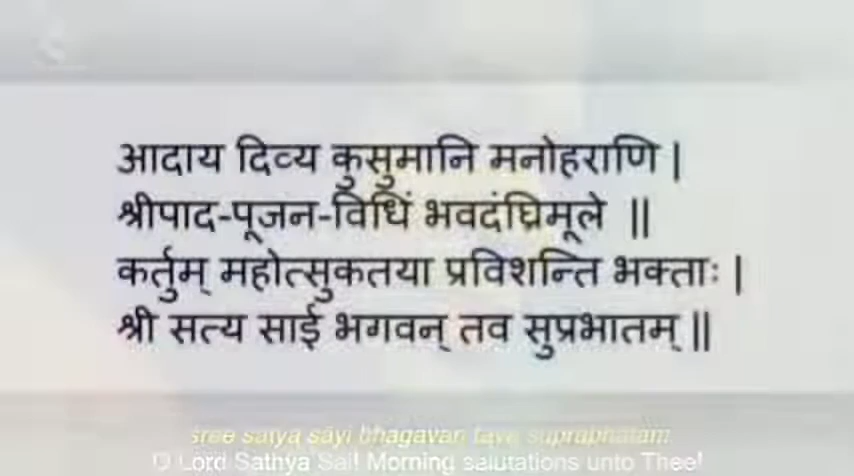 आदाय दिव्य कुसुमानि मनोहराणि |
श्रीपाद-पूजन-विधिं भवदंघ्रिमूले ||
कर्तुम् महोत्सुकतया प्रविशन्ति भक्ताः |
श्री सत्य साई भगवन् तव सुप्रभातम् ||
sree satya sayi bhagavan tava suprabhatam
O Lord Sathya Sai! Morning salutations unto Thee!